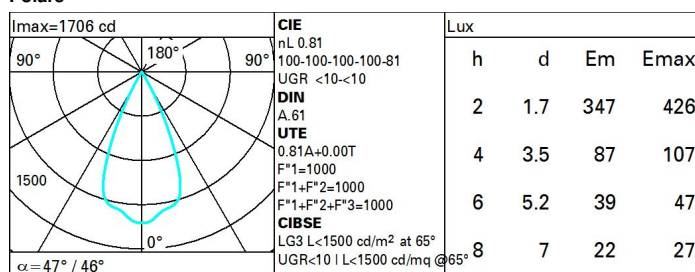 Imax=1706 cd
90° 180° 90°
1500
0°
α=47° / 46°
CIE
nL 0.81
100-100-100-100-81
UGR <10-<10
DIN
A.61
UTE
0.81A+0.00T
F"1=1000
F"1+F"2=1000
F"1+F"2+F"3=1000
CIBSE
LG3 L<1500 cd/m² at 65°
UGR<10 | L<1500 cd/mq @65°
Lux
h d Em Emax
2 1.7 347 426
4 3.5 87 107
6 5.2 39 47
8 7 22 27